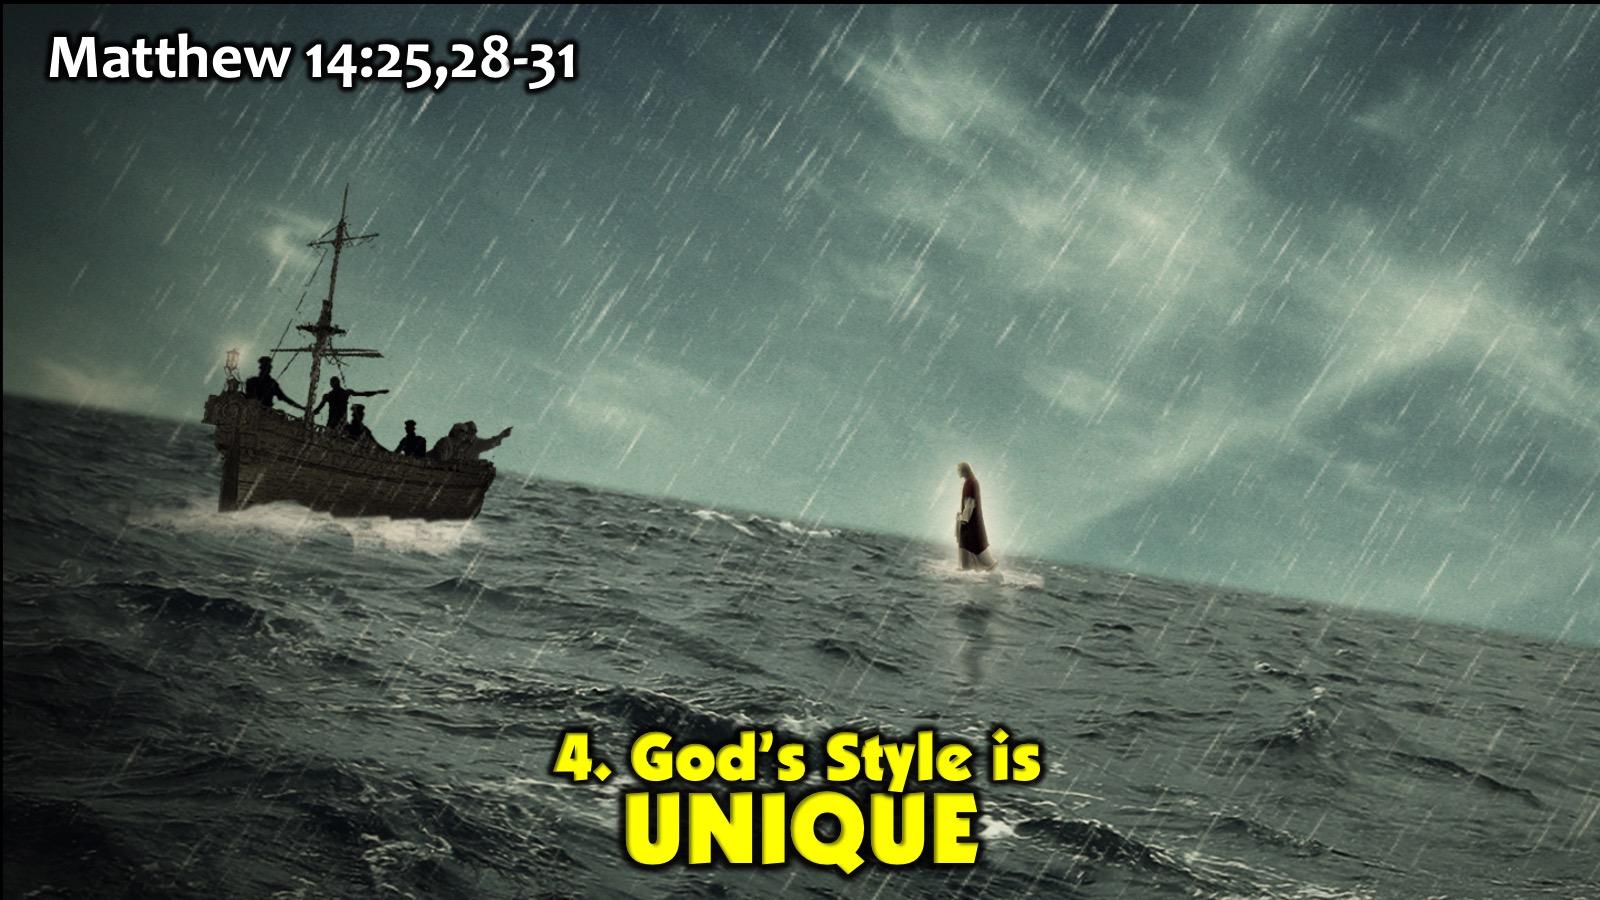 Matthew 14:25,28-31
4. God's Style is
UNIQUE